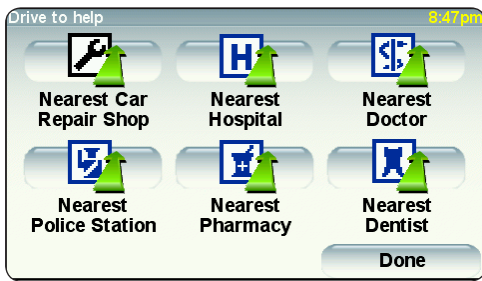 Drive to help 8:47pm
H
Nearest Car
Repair Shop
Nearest
Hospital
Nearest
Doctor
Nearest
Police Station
Nearest
Pharmacy
Nearest
Dentist
Done